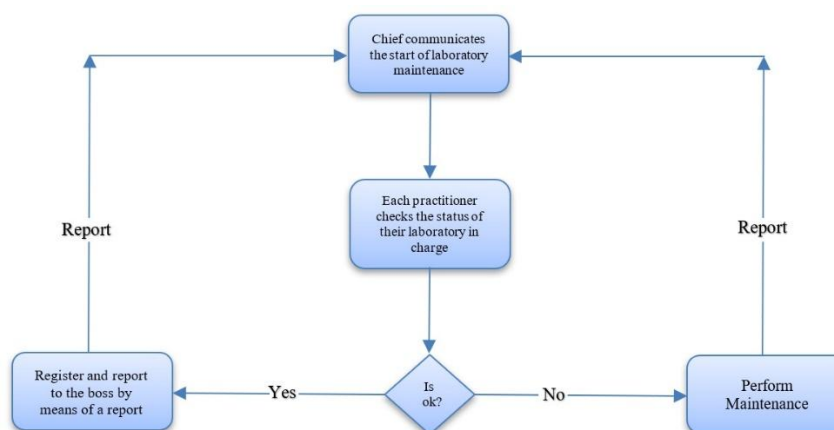 Chief communicates
the start of laboratory
maintenance
Each practitioner
checks the status of
their laboratory in
charge
Report
Report
Register and report
to the boss by
means of a report
Yes
Is
ok?
No
Perform
Maintenance